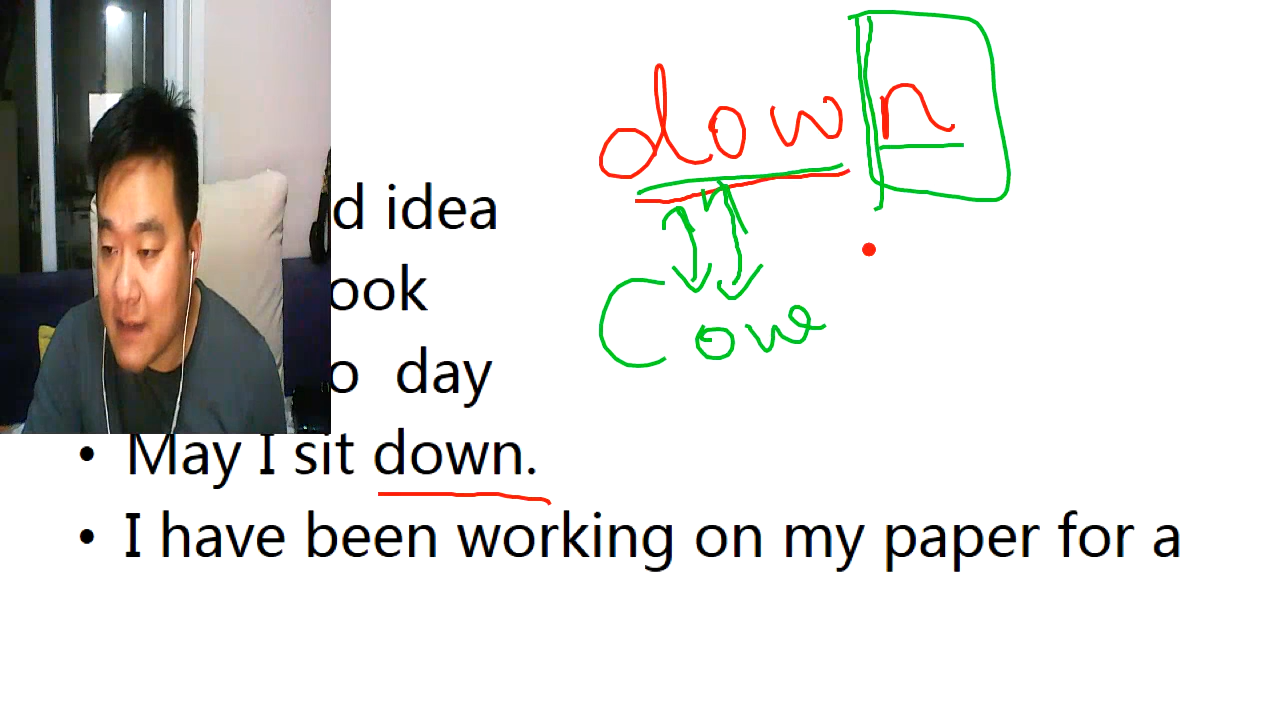 down
d idea
Cow
ook
o day
• May I sit down.
• I have been working on my paper for a